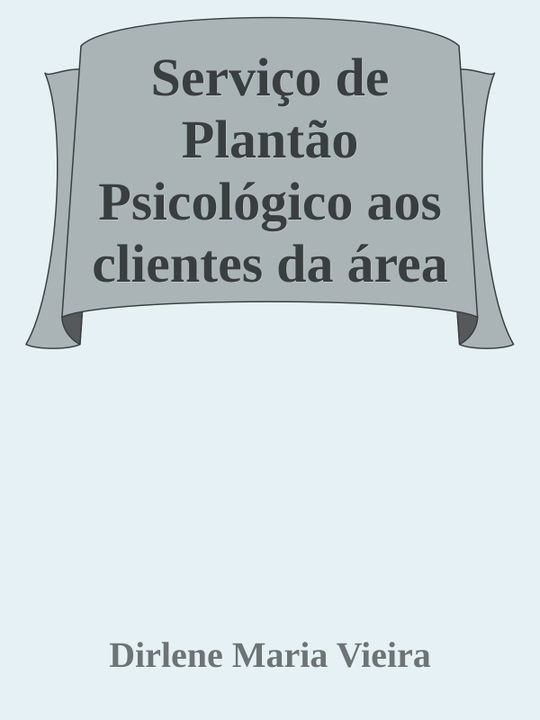 Serviço de
Plantão
Psicológico aos
clientes da área
Dirlene Maria Vieira